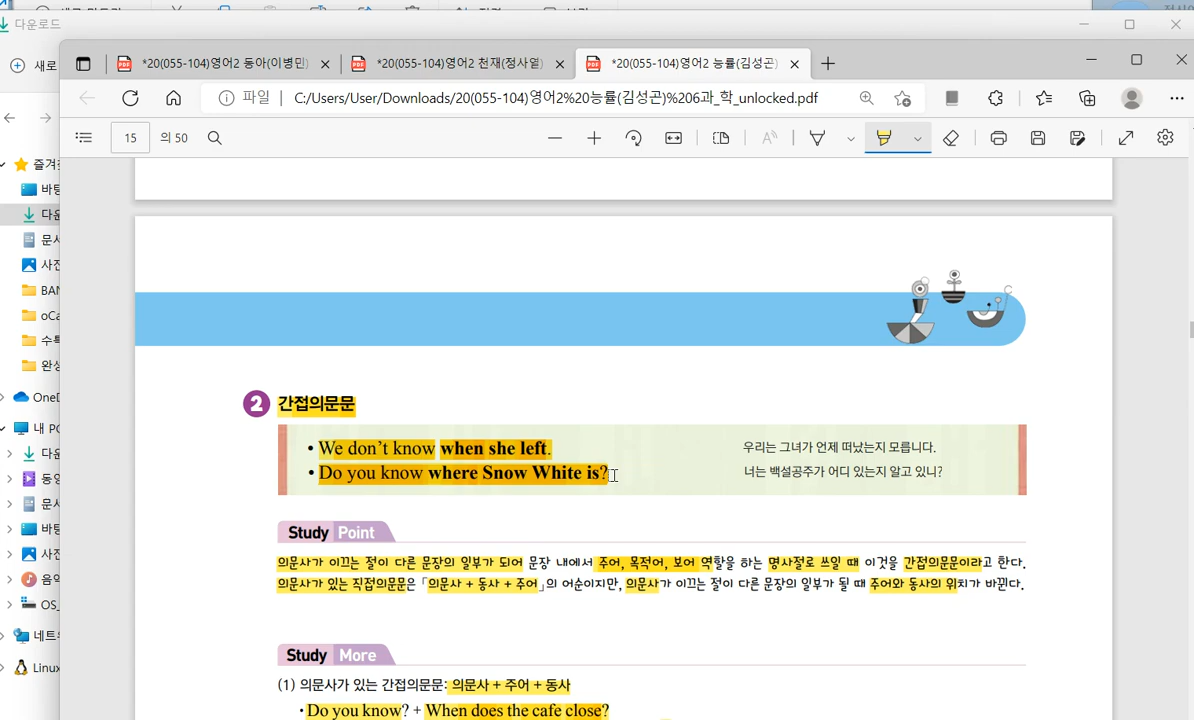 다운로드
새로
*20(055-104)영어2 동아(이병민)
*20(055-104)영어2 천재(정사열)
*20(055-104)영어2 능률(김성곤)
파일 C:/Users/User/Downloads/20(055-104)영어2%20능률(김성곤)%206과_학_unlocked.pdf
15 의 50
즐겨
바탕
다운
문서
사진
BAN
oCa
수특
완성
OneD
내 PC
다운
동영
문서
바탕
사진
음악
OS_
네트워
Linux
2 간접의문문
• We don't know when she left. 우리는 그녀가 언제 떠났는지 모릅니다.
• Do you know where Snow White is? 너는 백설공주가 어디 있는지 알고 있니?
Study Point
의문사가 이끄는 절이 다른 문장의 일부가 되어 문장 내에서 주어, 목적어, 보어 역할을 하는 명사절로 쓰일 때 이것을 간접의문문이라고 한다.
의문사가 있는 직접의문문은 「의문사 + 동사 + 주어」의 어순이지만, 의문사가 이끄는 절이 다른 문장의 일부가 될 때 주어와 동사의 위치가 바뀐다.
Study More
(1) 의문사가 있는 간접의문문: 의문사 + 주어 + 동사
• Do you know? + When does the cafe close?